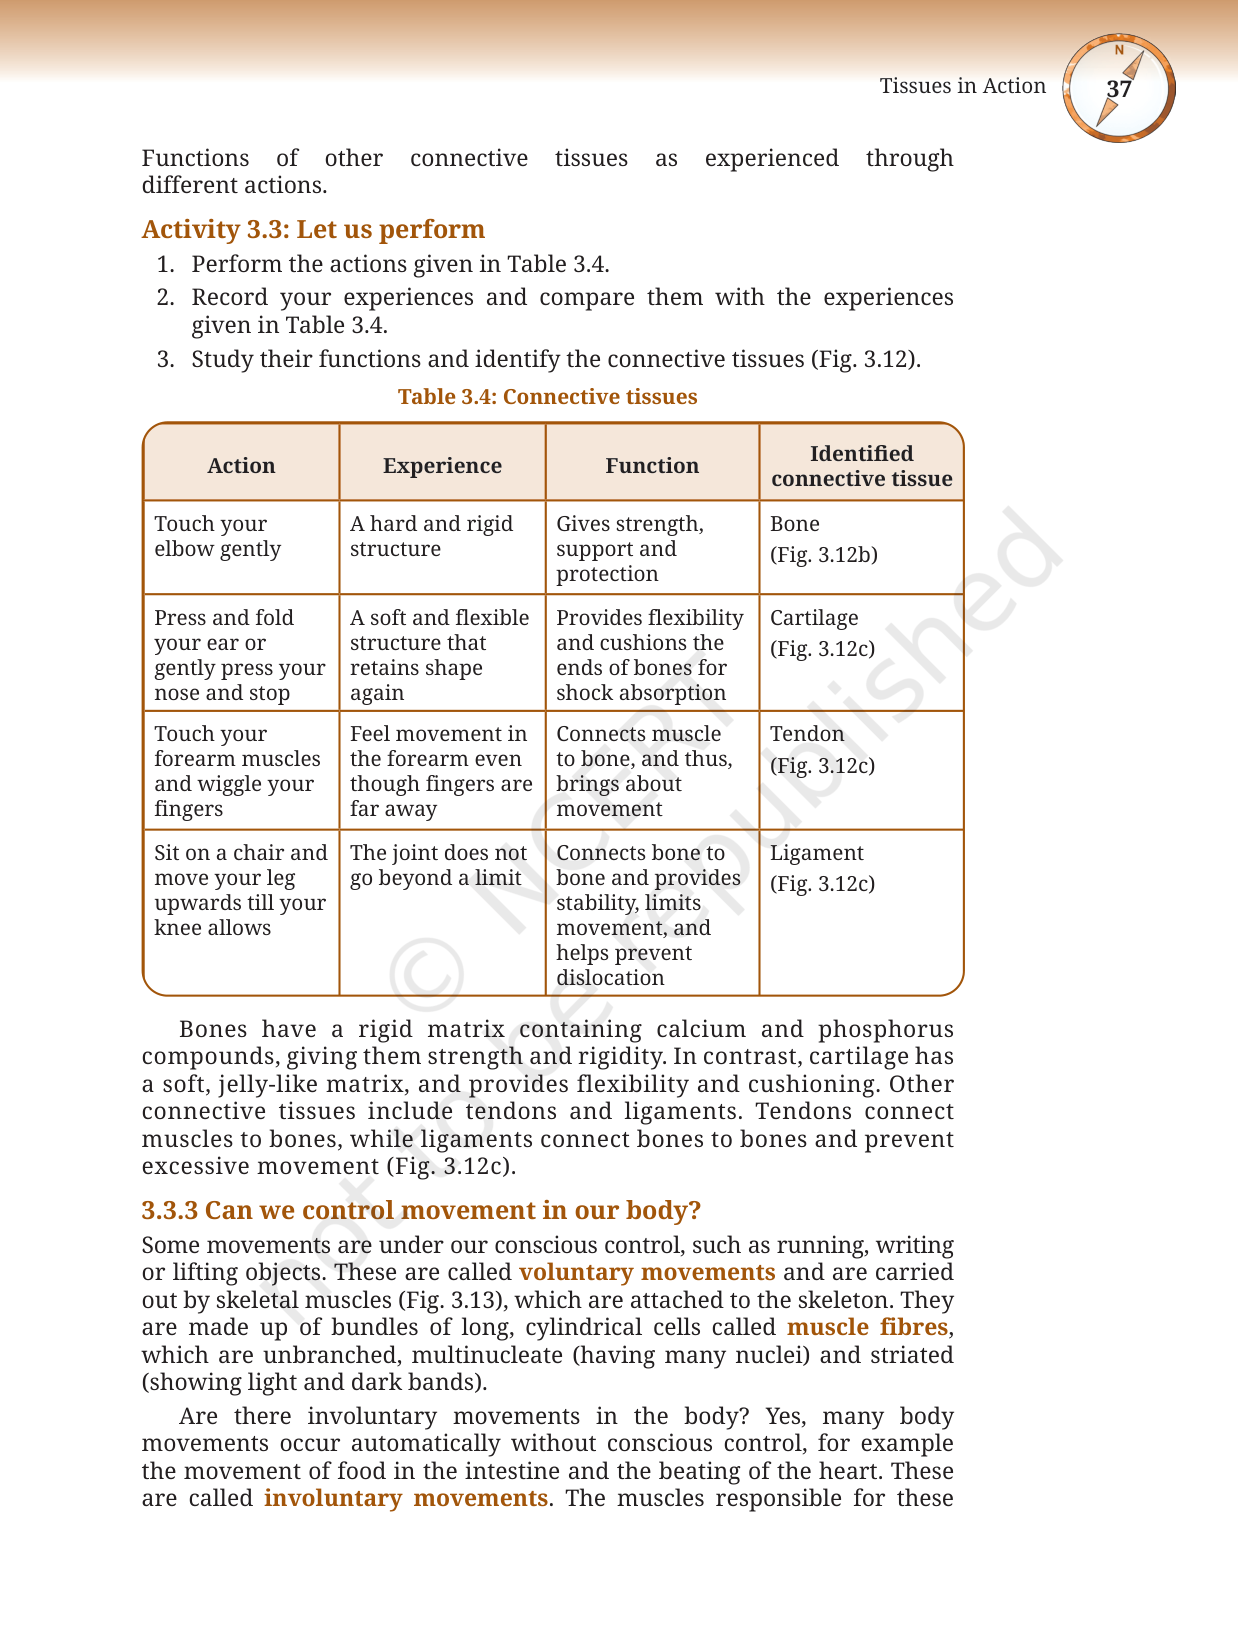 Tissues in Action
N
37
Functions of other connective tissues as experienced through
different actions.
Activity 3.3: Let us perform
1. Perform the actions given in Table 3.4.
2. Record your experiences and compare them with the experiences
given in Table 3.4.
3. Study their functions and identify the connective tissues (Fig. 3.12).
Table 3.4: Connective tissues
Action
Experience
Function
Identified
connective tissue
Touch your
elbow gently
A hard and rigid
structure
Gives strength,
support and
protection
Bone
(Fig. 3.12b)
Press and fold
your ear or
gently press your
nose and stop
A soft and flexible
structure that
retains shape
again
Provides flexibility
and cushions the
ends of bones for
shock absorption
Cartilage
(Fig. 3.12c)
Touch your
forearm muscles
and wiggle your
fingers
Feel movement in
the forearm even
though fingers are
far away
Connects muscle
to bone, and thus,
brings about
movement
Tendon
(Fig. 3.12c)
Sit on a chair and
move your leg
upwards till your
knee allows
The joint does not
go beyond a limit
Connects bone to
bone and provides
stability, limits
movement, and
helps prevent
dislocation
Ligament
(Fig. 3.12c)
Bones have a rigid matrix containing calcium and phosphorus
compounds, giving them strength and rigidity. In contrast, cartilage has
a soft, jelly-like matrix, and provides flexibility and cushioning. Other
connective tissues include tendons and ligaments. Tendons connect
muscles to bones, while ligaments connect bones to bones and prevent
excessive movement (Fig. 3.12c).
3.3.3 Can we control movement in our body?
Some movements are under our conscious control, such as running, writing
or lifting objects. These are called voluntary movements and are carried
out by skeletal muscles (Fig. 3.13), which are attached to the skeleton. They
are made up of bundles of long, cylindrical cells called muscle fibres,
which are unbranched, multinucleate (having many nuclei) and striated
(showing light and dark bands).
Are there involuntary movements in the body? Yes, many body
movements occur automatically without conscious control, for example
the movement of food in the intestine and the beating of the heart. These
are called involuntary movements. The muscles responsible for these
© NCERT
not to be republished